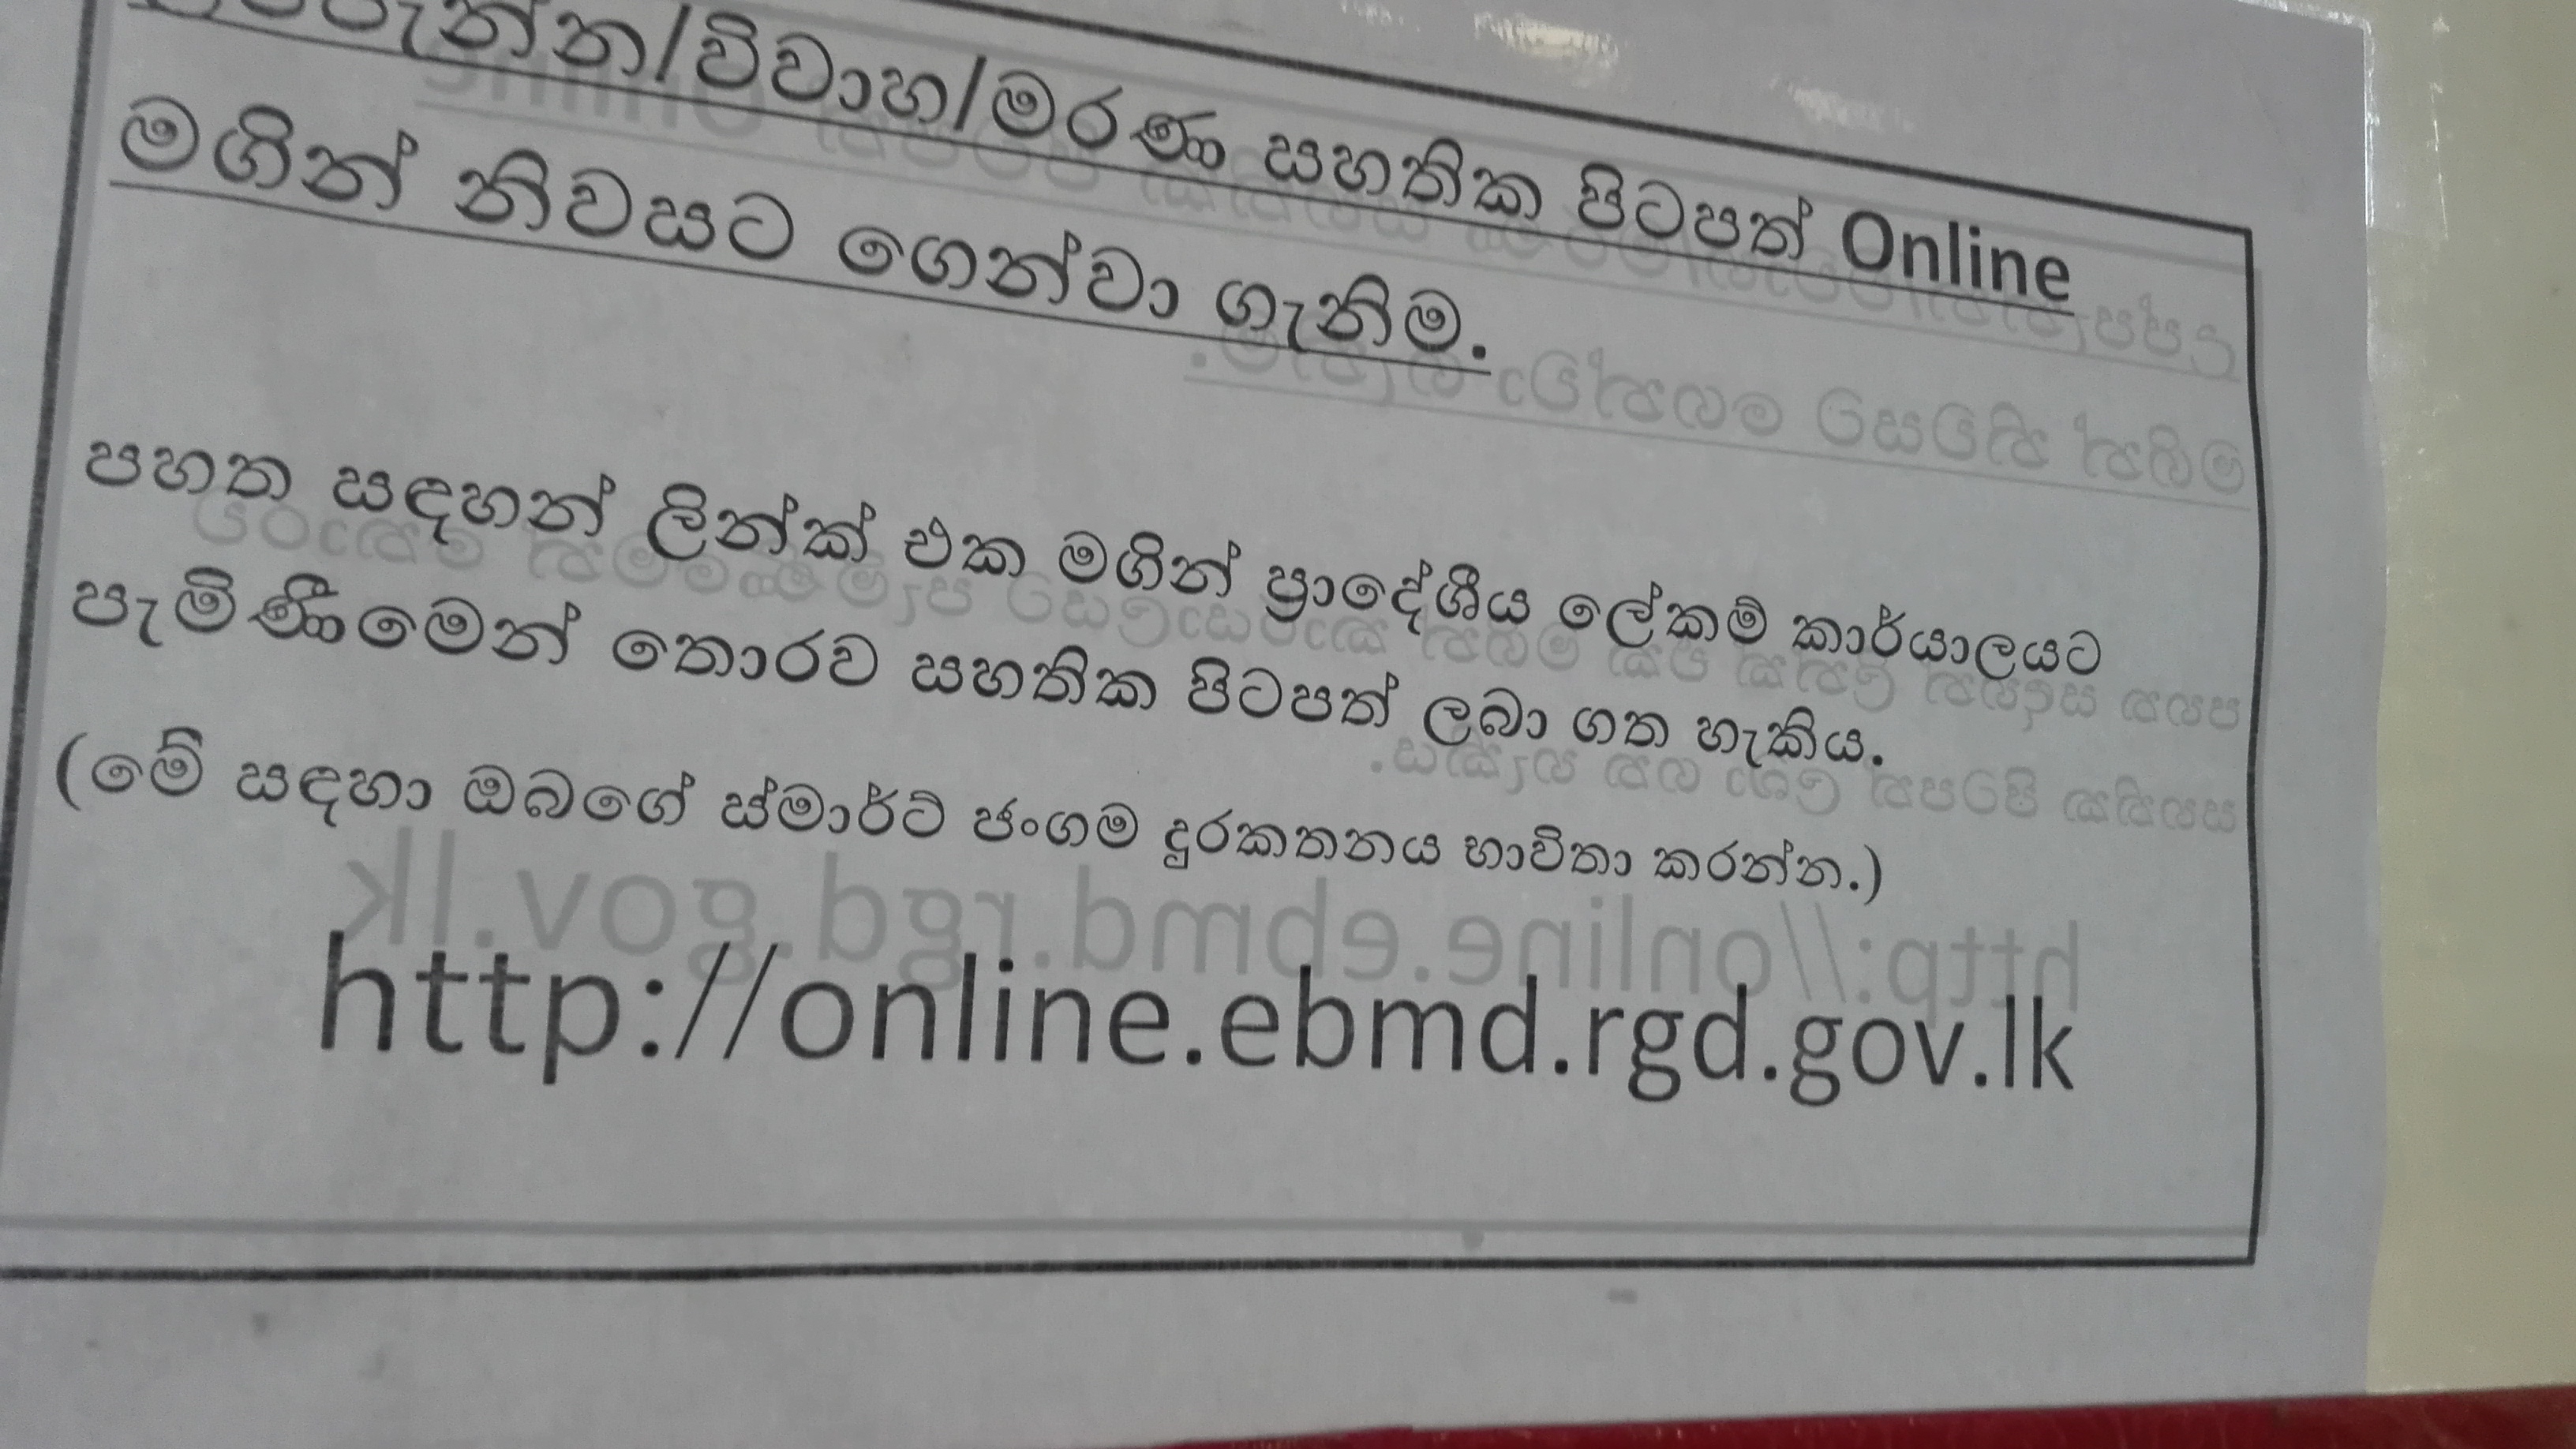 උප්පැන්න/විවාහ/මරණ සහතික පිටපත් Online
මගින් නිවසට ගෙන්වා ගැනිම.
පහත සඳහන් ලින්ක් එක මගින් ප්‍රාදේශීය ලේකම් කාර්යාලයට
පැමිණීමෙන් තොරව සහතික පිටපත් ලබා ගත හැකිය.
(මේ සඳහා ඔබගේ ස්මාර්ට් ජංගම දුරකතනය භාවිතා කරන්න.)
http://online.ebmd.rgd.gov.lk